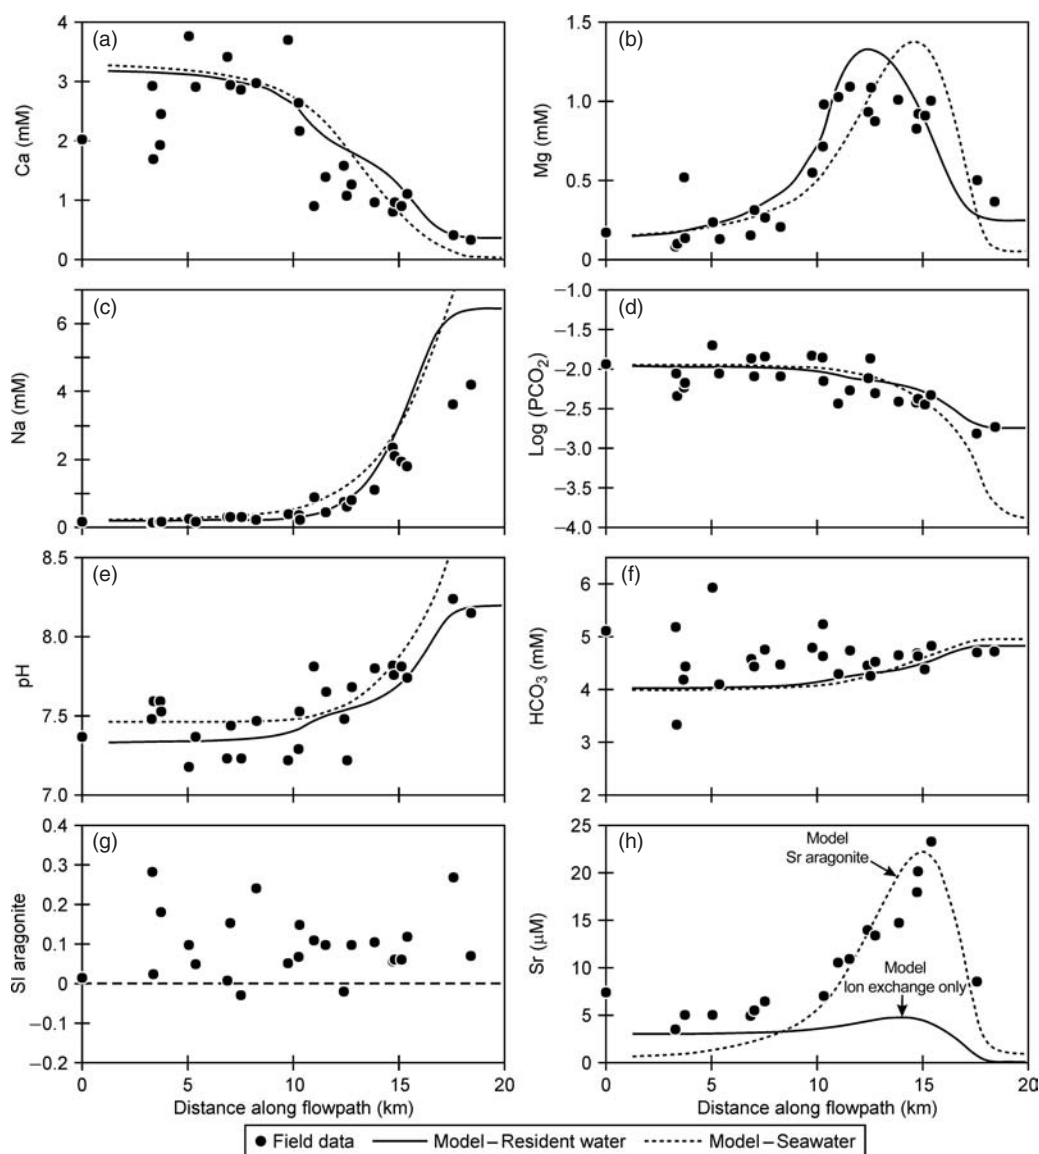 (a)
Ca (mM)
4
3
2
1
0
(b)
Mg (mM)
1.5
1.0
0.5
0
(c)
Na (mM)
6
4
2
0
(d)
Log (PCO2)
−1.0
−1.5
−2.0
−2.5
−3.0
−3.5
−4.0
(e)
pH
8.5
8.0
7.5
7.0
(f)
HCO3 (mM)
6
5
4
3
2
(g)
SI aragonite
0.4
0.3
0.2
0.1
0
−0.1
−0.2
0 5 10 15 20
Distance along flowpath (km)
(h)
Sr (μM)
25
20
15
10
5
0
Model
Sr aragonite
Model
Ion exchange only
0 5 10 15 20
Distance along flowpath (km)
Field data Model–Resident water Model–Seawater